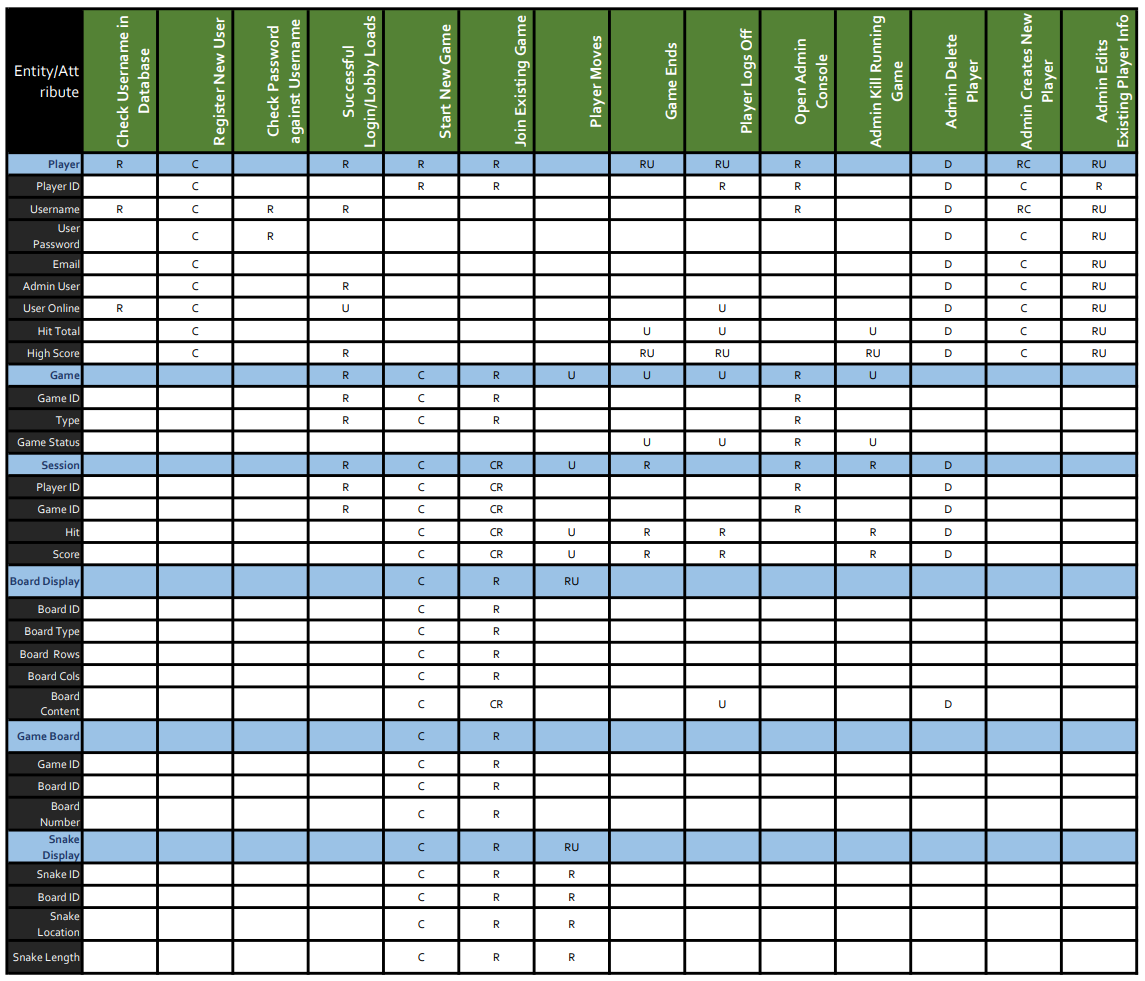 Entity/Att
ribute
Check Username in
Database
Register New User
Check Password
against Username
Successful
Login/Lobby Loads
Start New Game
Join Existing Game
Player Moves
Game Ends
Player Logs Off
Open Admin
Console
Admin Kill Running
Game
Admin Delete
Player
Admin Creates New
Player
Admin Edits
Existing Player Info
Player R C R R R RU RU R D RC RU
Player ID C R R R R D C R
Username R C R R R D RC RU
User
Password C R D C RU
Email C D C RU
Admin User C R D C RU
User Online R C U U D C RU
Hit Total C U U U D C RU
High Score C R RU RU RU D C RU
Game R C R U U U R U
Game ID R C R R
Type R C R R
Game Status U U R U
Session R C CR U R R R D
Player ID R C CR R D
Game ID R C CR R D
Hit C CR U R R R D
Score C CR U R R R D
Board Display C R RU
Board ID C R
Board Type C R
Board Rows C R
Board Cols C R
Board
Content C CR U D
Game Board C R
Game ID C R
Board ID C R
Board
Number C R
Snake
Display C R RU
Snake ID C R R
Board ID C R R
Snake
Location C R R
Snake Length C R R